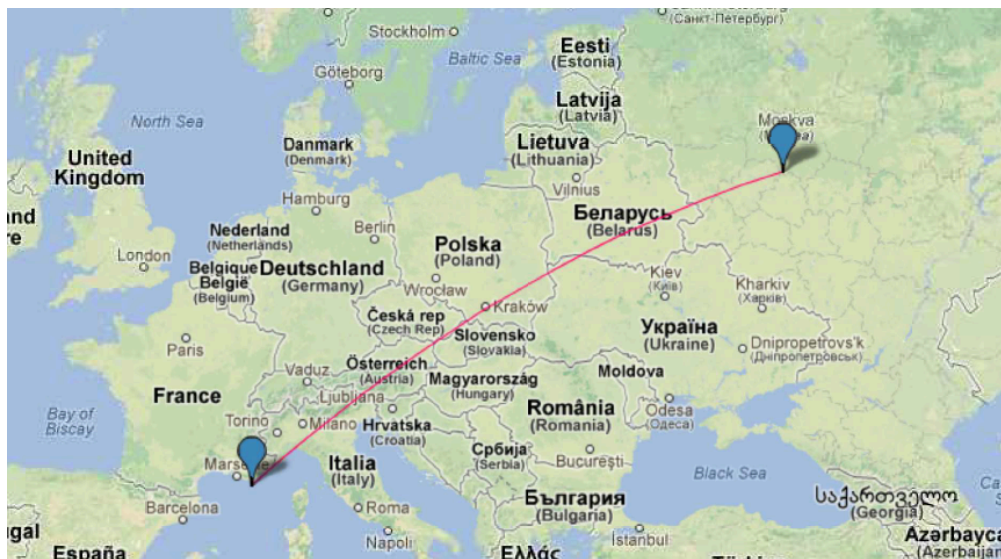 (Санкт-Петербург)
Stockholm
Eesti
(Estonia)
Baltic Sea
Göteborg
Latvija
(Latvia)
Moskva
North Sea
Danmark
(Denmark)
Lietuva
(Lithuania)
United
Kingdom
Vilnius
Hamburg
Беларусь
(Belarus)
Nederland
(Netherlands)
Berlin
Polska
(Poland)
London
Belgique
België
(Belgium)
Deutschland
(Germany)
Wrocław
Kraków
Kiev
(Київ)
Kharkiv
(Харків)
Česká rep
(Czech Rep)
Україна
(Ukraine)
Dnipropetrovs'k
(Дніпропетровськ)
Slovensko
(Slovakia)
Paris
Österreich
(Austria)
Vaduz
Moldova
Magyarország
(Hungary)
France
Ljubljana
România
(Romania)
Odesa
(Одеса)
Bay of
Biscay
Torino
Milano
Hrvatska
(Croatia)
Србија
(Serbia)
București
Italia
(Italy)
Black Sea
Barcelona
Roma
България
(Bulgaria)
საქართველო
(Georgia)
Napoli
İstanbul
España
Ελλάς